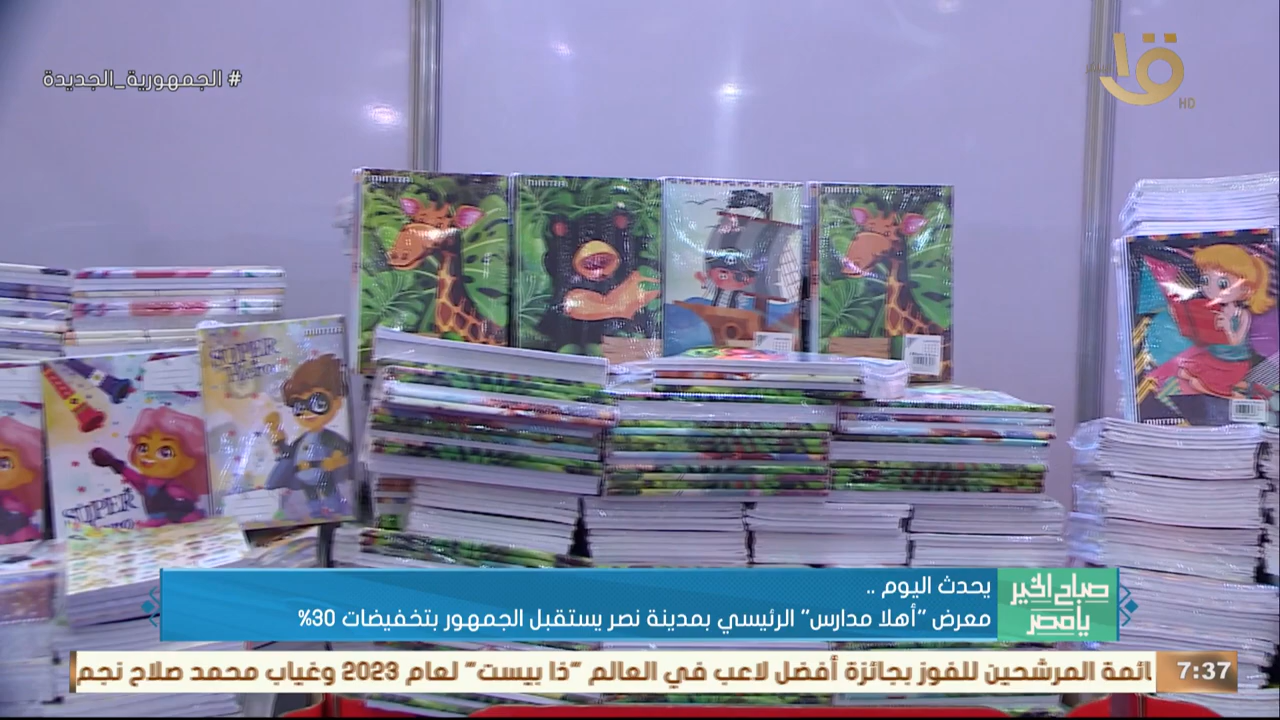 # الجمهورية_الجديدة
HD
SUPER
SUPER
صباح الخير
يا مصر
يحدث اليوم ..
معرض "أهلا مدارس" الرئيسي بمدينة نصر يستقبل الجمهور بتخفيضات 30%
7:37
ائمة المرشحين للفوز بجائزة أفضل لاعب في العالم "ذا بيست" لعام 2023 وغياب محمد صلاح نجم